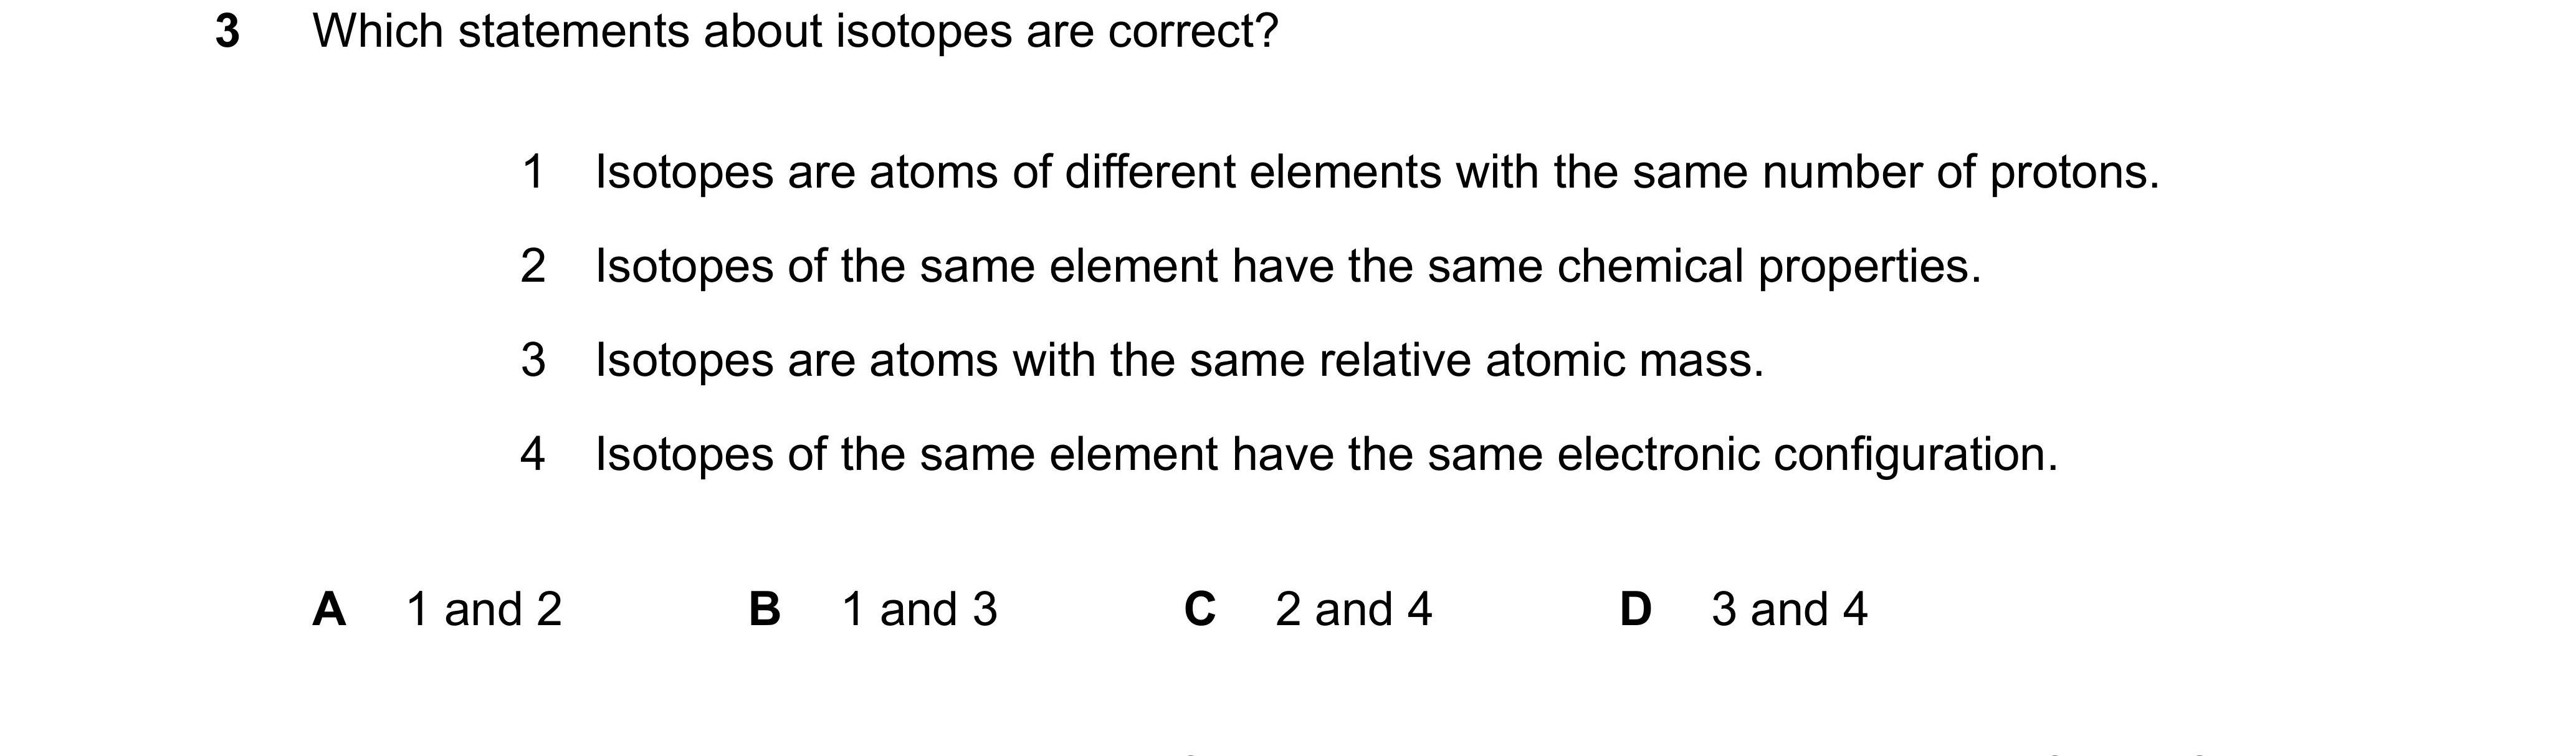 3 Which statements about isotopes are correct?
1 Isotopes are atoms of different elements with the same number of protons.
2 Isotopes of the same element have the same chemical properties.
3 Isotopes are atoms with the same relative atomic mass.
4 Isotopes of the same element have the same electronic configuration.
A 1 and 2 B 1 and 3 C 2 and 4 D 3 and 4